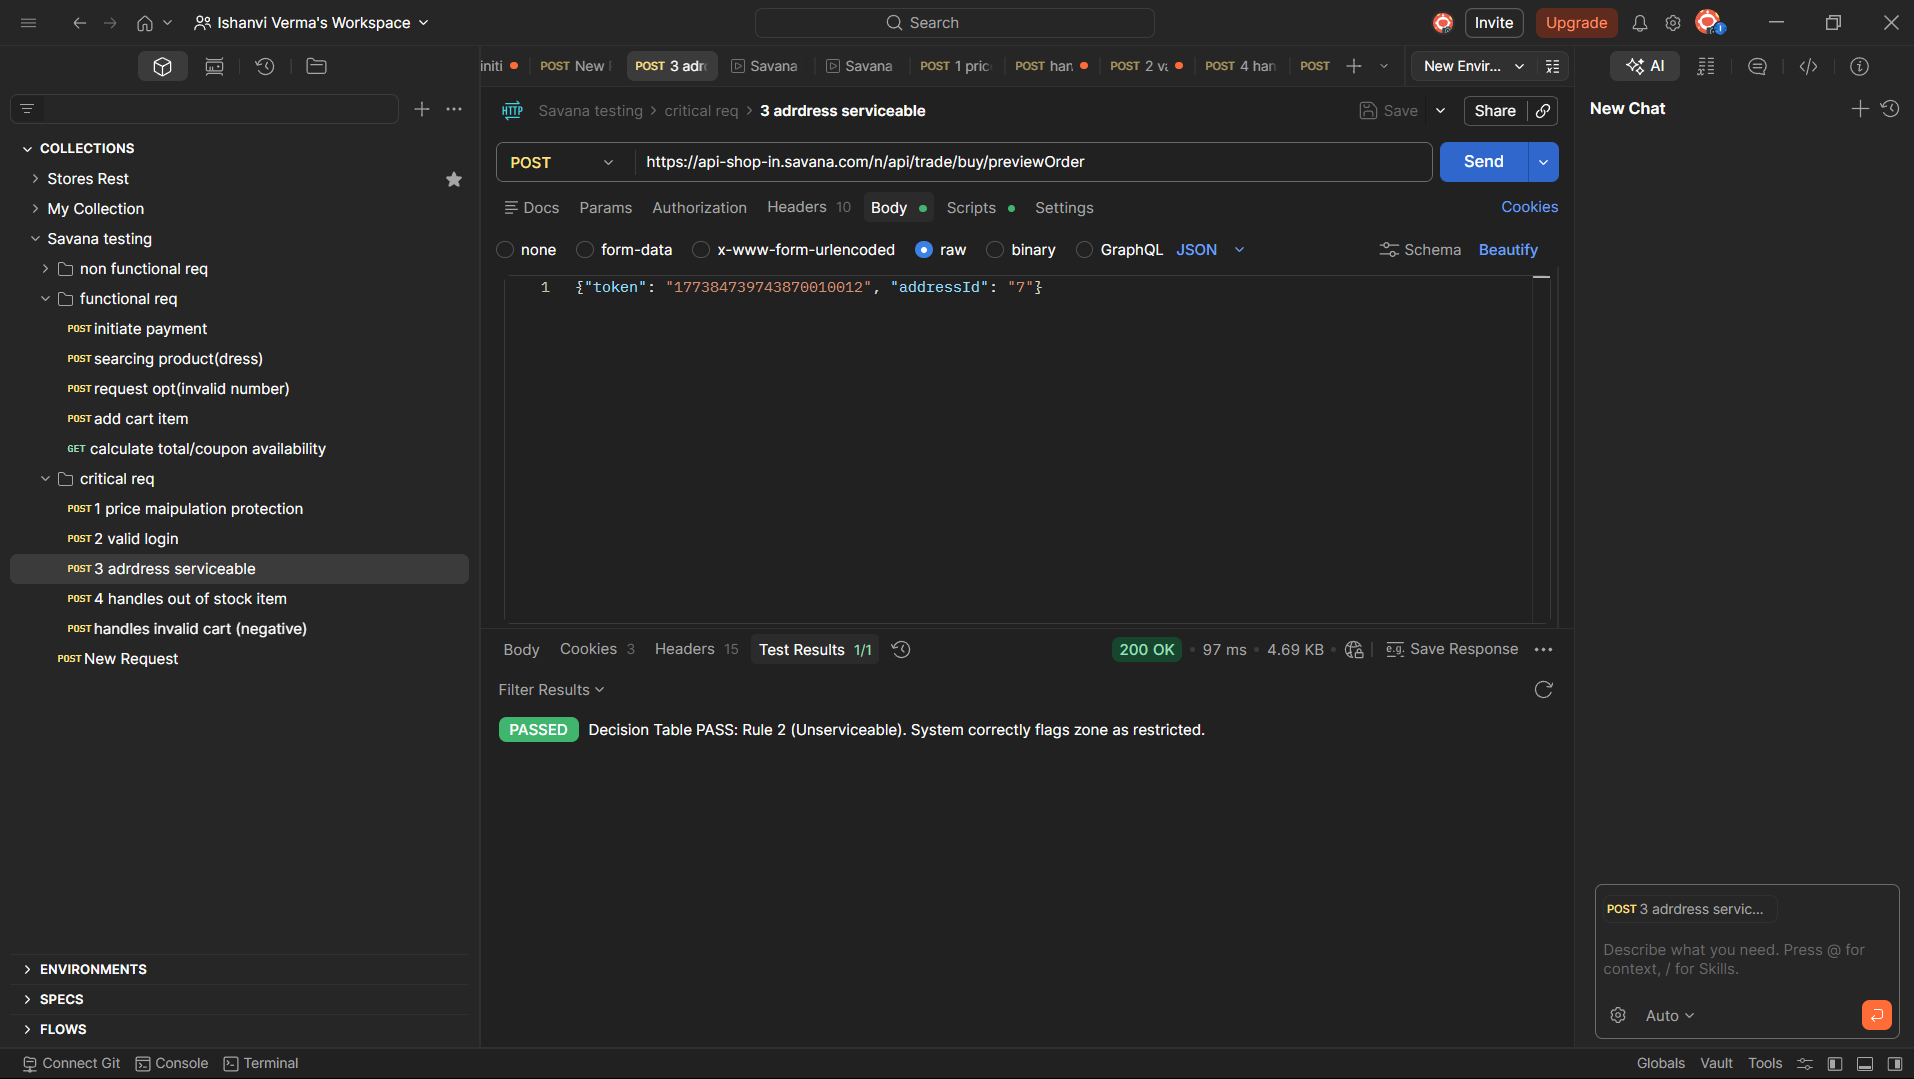 Ishanvi Verma's Workspace
Search
Invite
Upgrade
initi
POST New
POST 3 adr
Savana
Savana
POST 1 pric
POST han
POST 2 va
POST 4 han
POST
New Envir...
AI
Savana testing > critical req > 3 adrdress serviceable
Save
Share
New Chat
COLLECTIONS
Stores Rest
My Collection
Savana testing
non functional req
functional req
POST initiate payment
POST searcing product(dress)
POST request opt(invalid number)
POST add cart item
GET calculate total/coupon availability
critical req
POST 1 price maipulation protection
POST 2 valid login
POST 3 adrdress serviceable
POST 4 handles out of stock item
POST handles invalid cart (negative)
POST New Request
ENVIRONMENTS
SPECS
FLOWS
POST
https://api-shop-in.savana.com/n/api/trade/buy/previewOrder
Send
Docs Params Authorization Headers 10 Body Scripts Settings
Cookies
none form-data x-www-form-urlencoded raw binary GraphQL JSON
Schema Beautify
1 {"token": "177384739743870010012", "addressId": "7"}
Body Cookies 3 Headers 15 Test Results 1/1
200 OK • 97 ms • 4.69 KB
e.g. Save Response
Filter Results
PASSED Decision Table PASS: Rule 2 (Unserviceable). System correctly flags zone as restricted.
POST 3 adrdress servic...
Describe what you need. Press @ for
context, / for Skills.
Auto
Connect Git Console Terminal
Globals Vault Tools